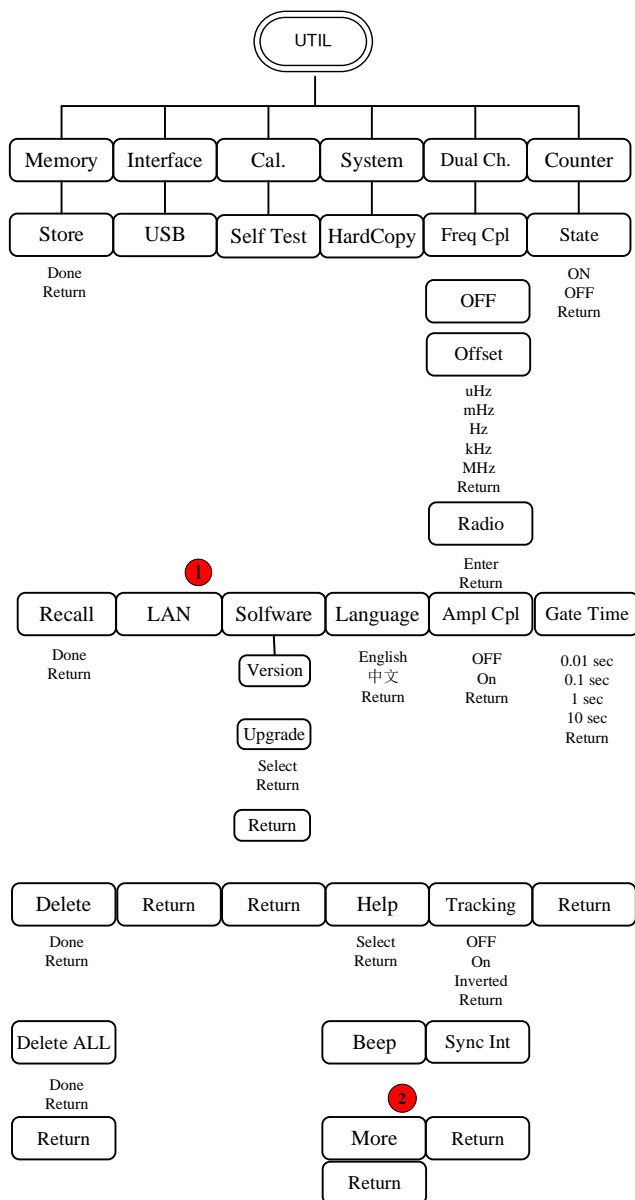 UTIL
Memory
Interface
Cal.
System
Dual Ch.
Counter
Store
USB
Self Test
HardCopy
Freq Cpl
State
Done
Return
ON
OFF
Return
OFF
Offset
uHz
mHz
Hz
kHz
MHz
Return
Radio
Enter
Return
1
Recall
LAN
Solfware
Language
Ampl Cpl
Gate Time
Done
Return
Version
Upgrade
Select
Return
Return
English
中文
Return
OFF
On
Return
0.01 sec
0.1 sec
1 sec
10 sec
Return
Delete
Return
Return
Help
Tracking
Return
Done
Return
Select
Return
OFF
On
Inverted
Return
Delete ALL
Beep
Sync Int
Done
Return
2
Return
More
Return
Return